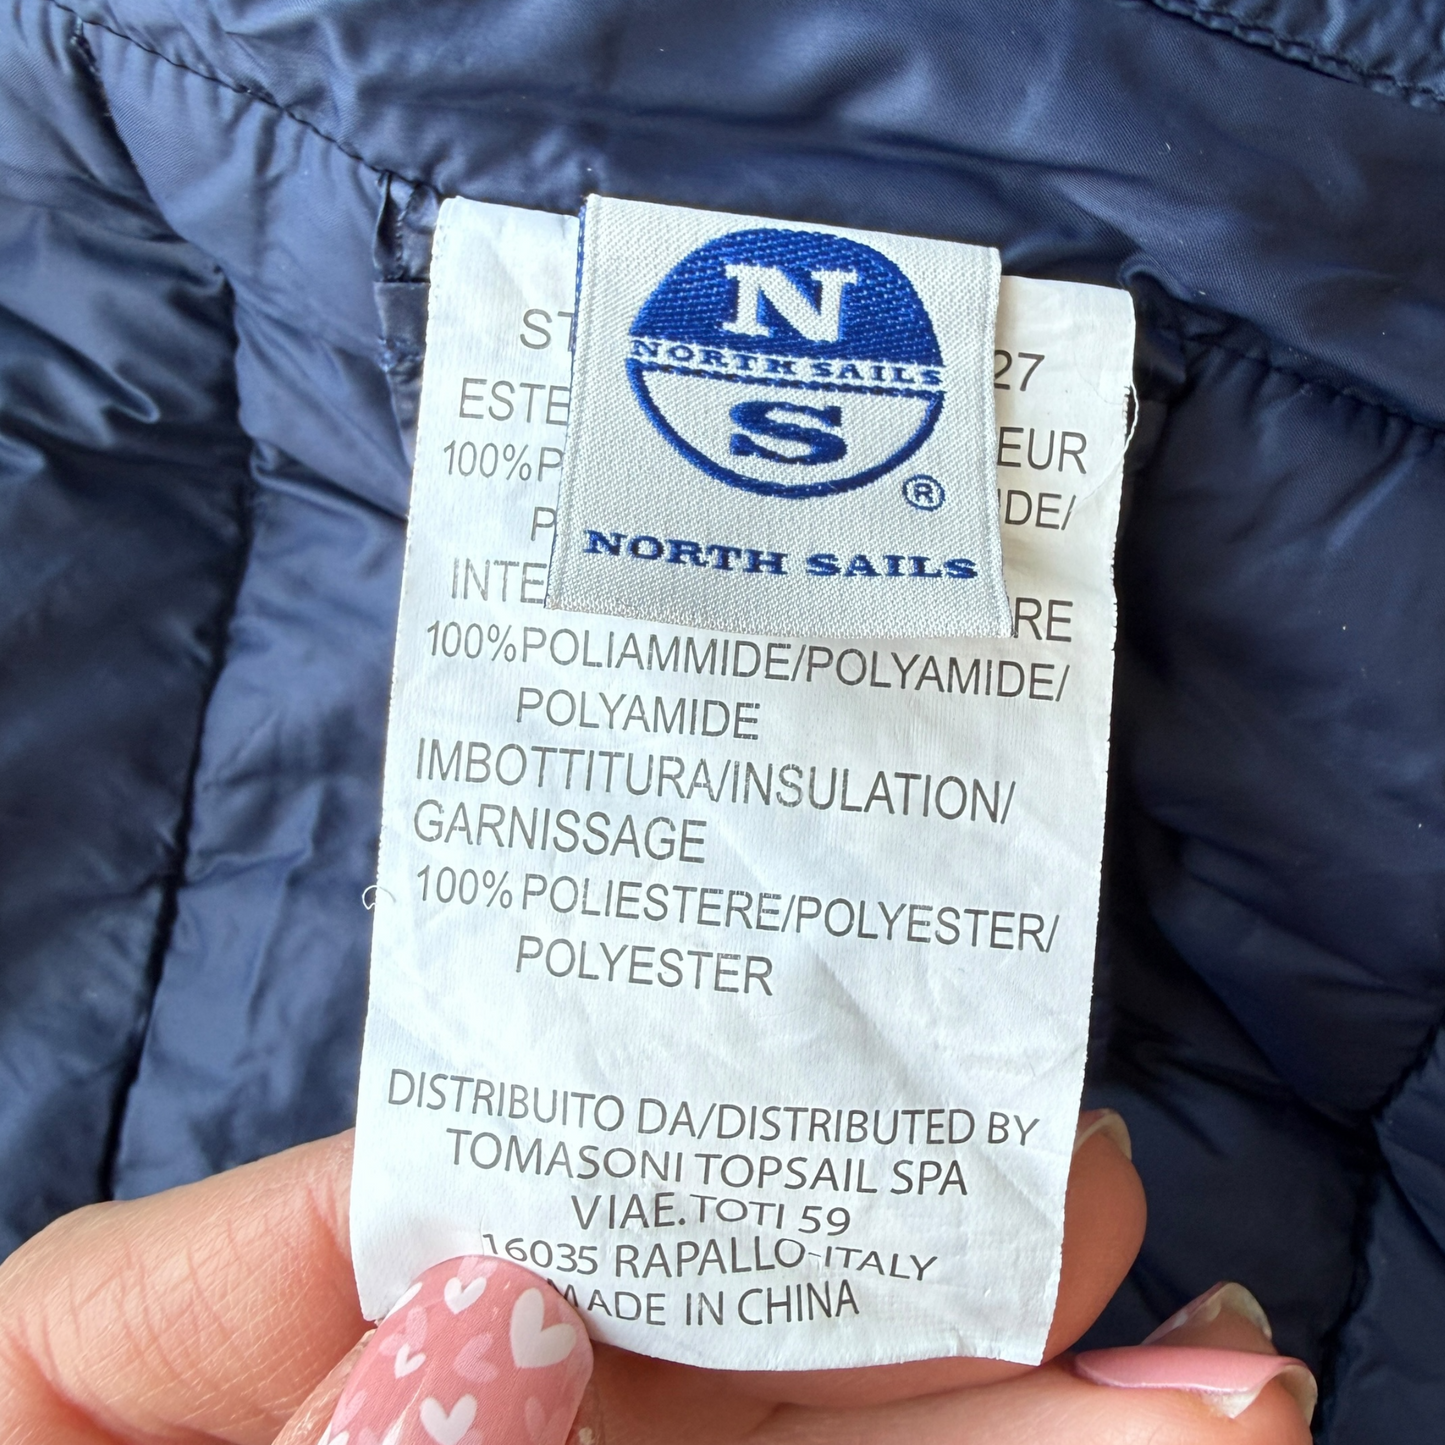 N
NORTH SAILS
S
®
NORTH SAILS
ST 27
ESTE EUR
100%P IDE/
P
INTE RE
100%POLIAMMIDE/POLYAMIDE/
POLYAMIDE
IMBOTTITURA/INSULATION/
GARNISSAGE
100%POLIESTERE/POLYESTER/
POLYESTER
DISTRIBUITO DA/DISTRIBUTED BY
TOMASONI TOPSAIL SPA
VIAE.TOTI 59
16035 RAPALLO-ITALY
MADE IN CHINA